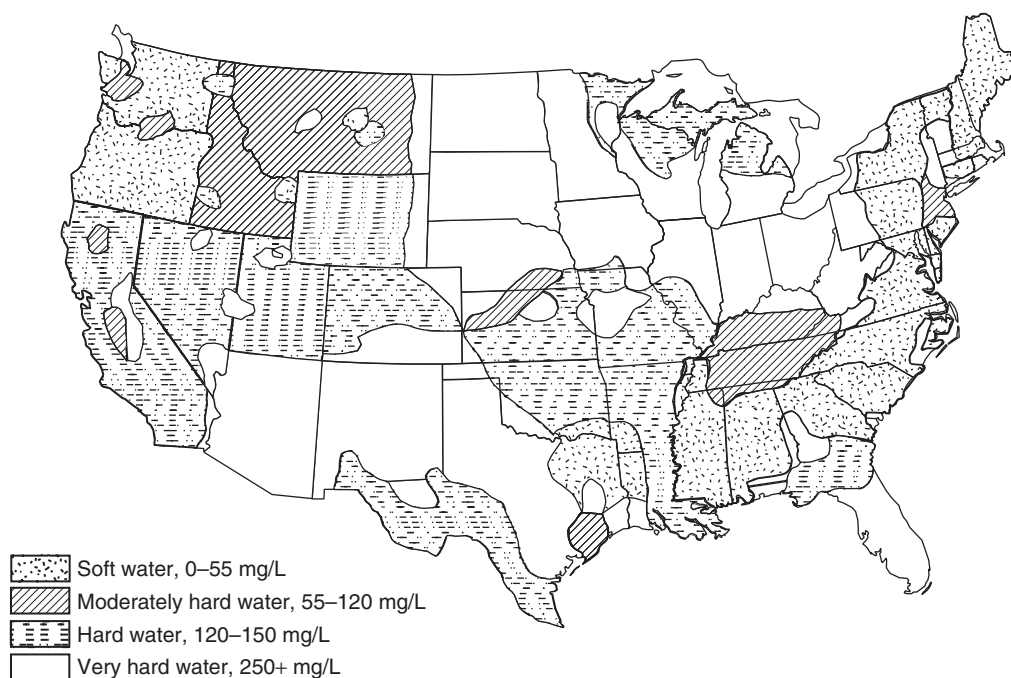 Soft water, 0–55 mg/L
Moderately hard water, 55–120 mg/L
Hard water, 120–150 mg/L
Very hard water, 250+ mg/L